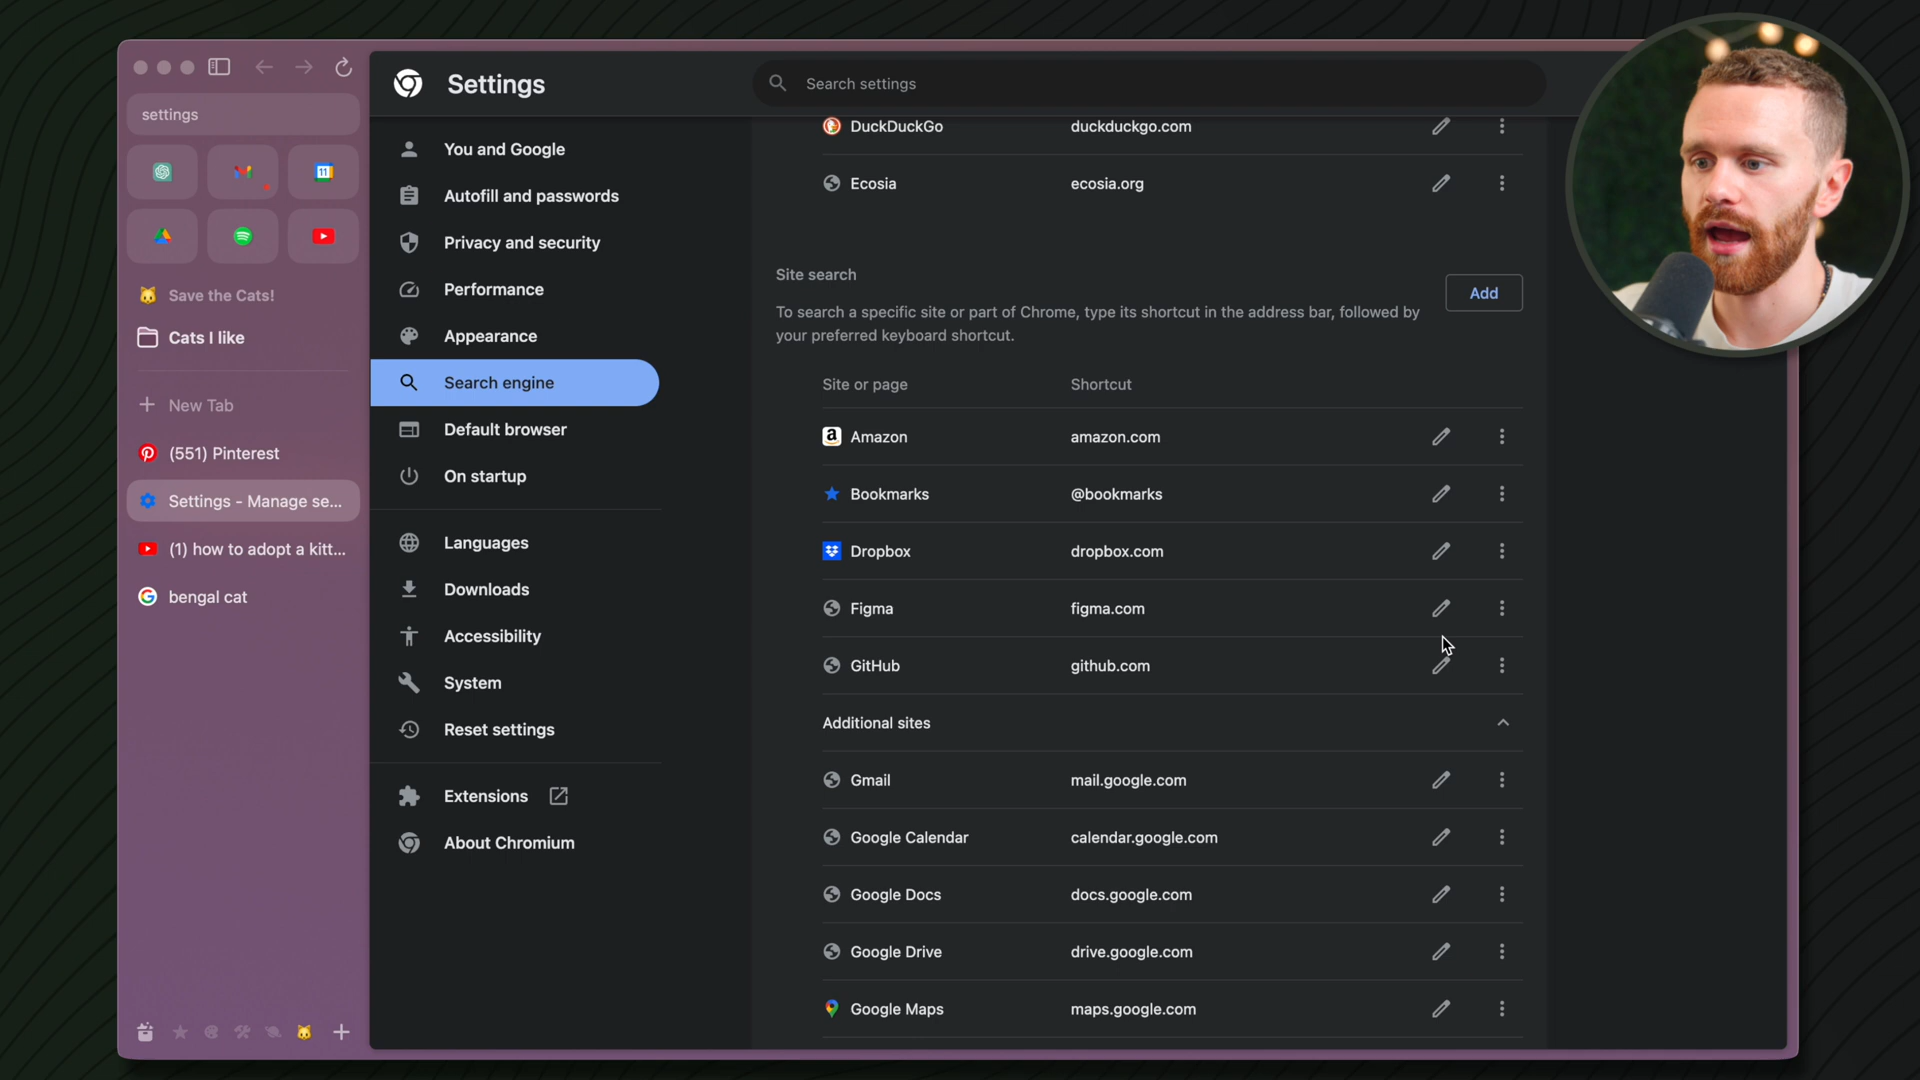 settings
11
Save the Cats!
Cats I like
New Tab
(551) Pinterest
Settings - Manage se...
(1) how to adopt a kitt...
bengal cat
Settings
Search settings
You and Google
Autofill and passwords
Privacy and security
Performance
Appearance
Search engine
Default browser
On startup
Languages
Downloads
Accessibility
System
Reset settings
Extensions
About Chromium
DuckDuckGo duckduckgo.com
Ecosia ecosia.org
Site search
Add
To search a specific site or part of Chrome, type its shortcut in the address bar, followed by
your preferred keyboard shortcut.
Site or page Shortcut
Amazon amazon.com
Bookmarks @bookmarks
Dropbox dropbox.com
Figma figma.com
GitHub github.com
Additional sites
Gmail mail.google.com
Google Calendar calendar.google.com
Google Docs docs.google.com
Google Drive drive.google.com
Google Maps maps.google.com